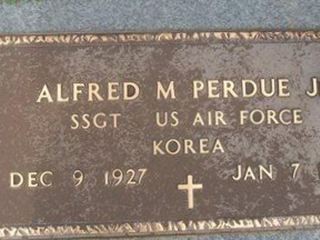 ALFRED M PERDUE J
SSGT US AIR FORCE
KOREA
DEC 9 1927 JAN 7